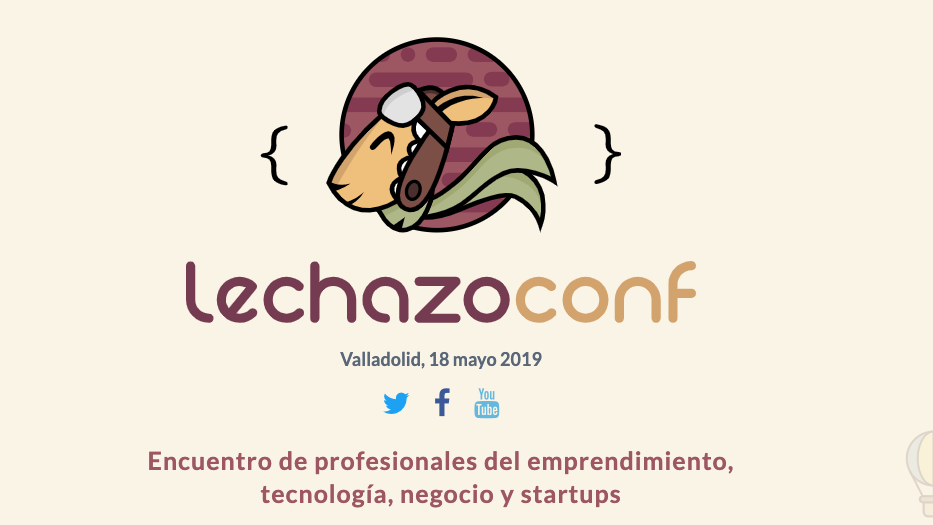 { }
lechazoconf
Valladolid, 18 mayo 2019
You
Tube
Encuentro de profesionales del emprendimiento,
tecnología, negocio y startups